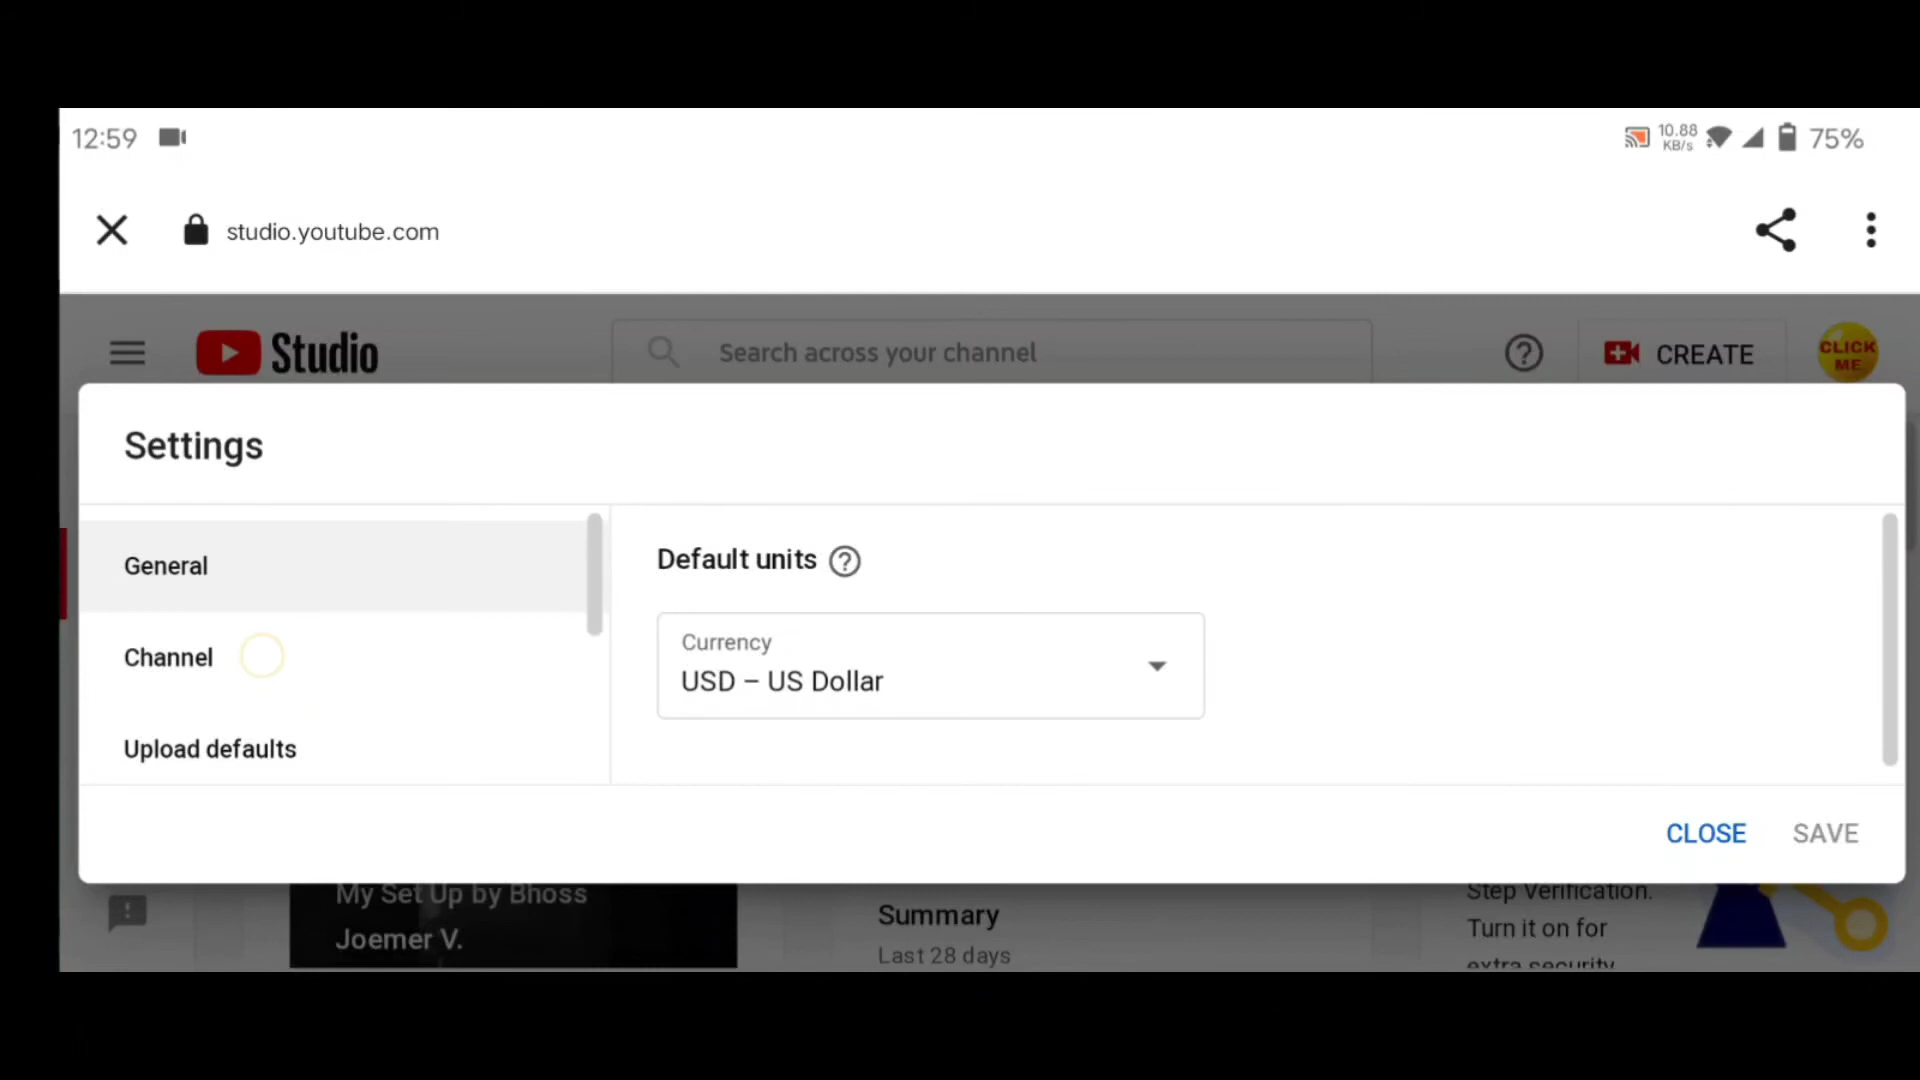 12:59
10.88
KB/s
75%
studio.youtube.com
Studio
Search across your channel
CREATE
CLICK
ME
Settings
General
Channel
Upload defaults
Default units
Currency
USD – US Dollar
CLOSE
SAVE
My Set Up by Bhoss
Joemer V.
Summary
Last 28 days
Step Verification.
Turn it on for
extra security